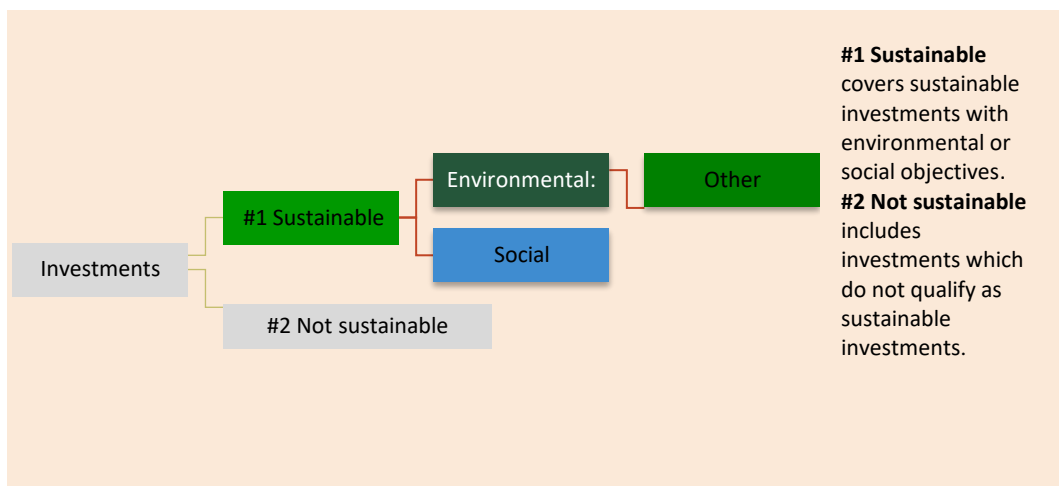 Investments
#1 Sustainable
#2 Not sustainable
Environmental:
Social
Other
#1 Sustainable
covers sustainable
investments with
environmental or
social objectives.
#2 Not sustainable
includes
investments which
do not qualify as
sustainable
investments.